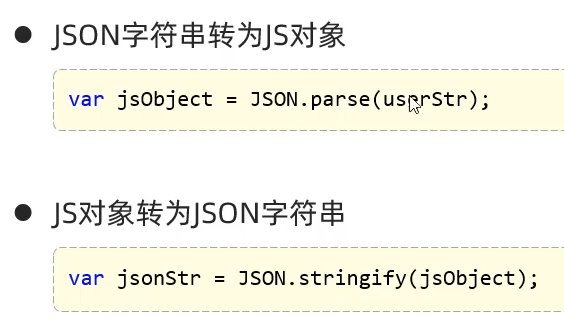 JSON字符串转为JS对象
var jsObject = JSON.parse(userStr);
JS对象转为JSON字符串
var jsonStr = JSON.stringify(jsObject);